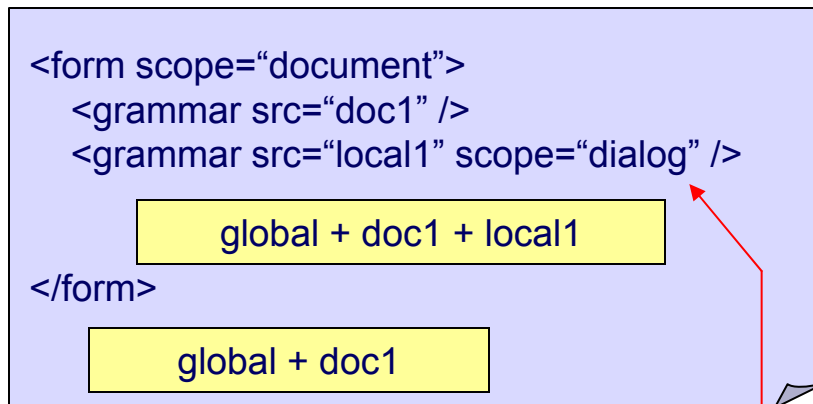 <form scope=“document”>
<grammar src=“doc1” />
<grammar src=“local1” scope=“dialog” />
global + doc1 + local1
</form>
global + doc1